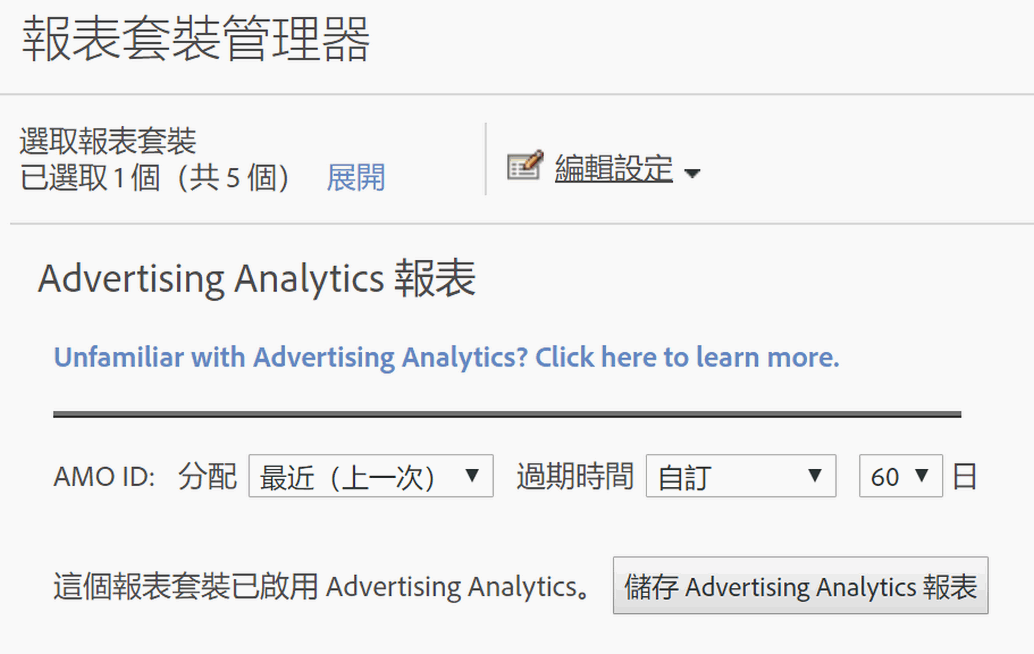 報表套裝管理器
選取報表套裝
已選取 1 個（共 5 個） 展開
編輯設定
Advertising Analytics 報表
Unfamiliar with Advertising Analytics? Click here to learn more.
AMO ID: 分配 最近（上一次） 過期時間 自訂 60 日
這個報表套裝已啟用 Advertising Analytics。 儲存 Advertising Analytics 報表